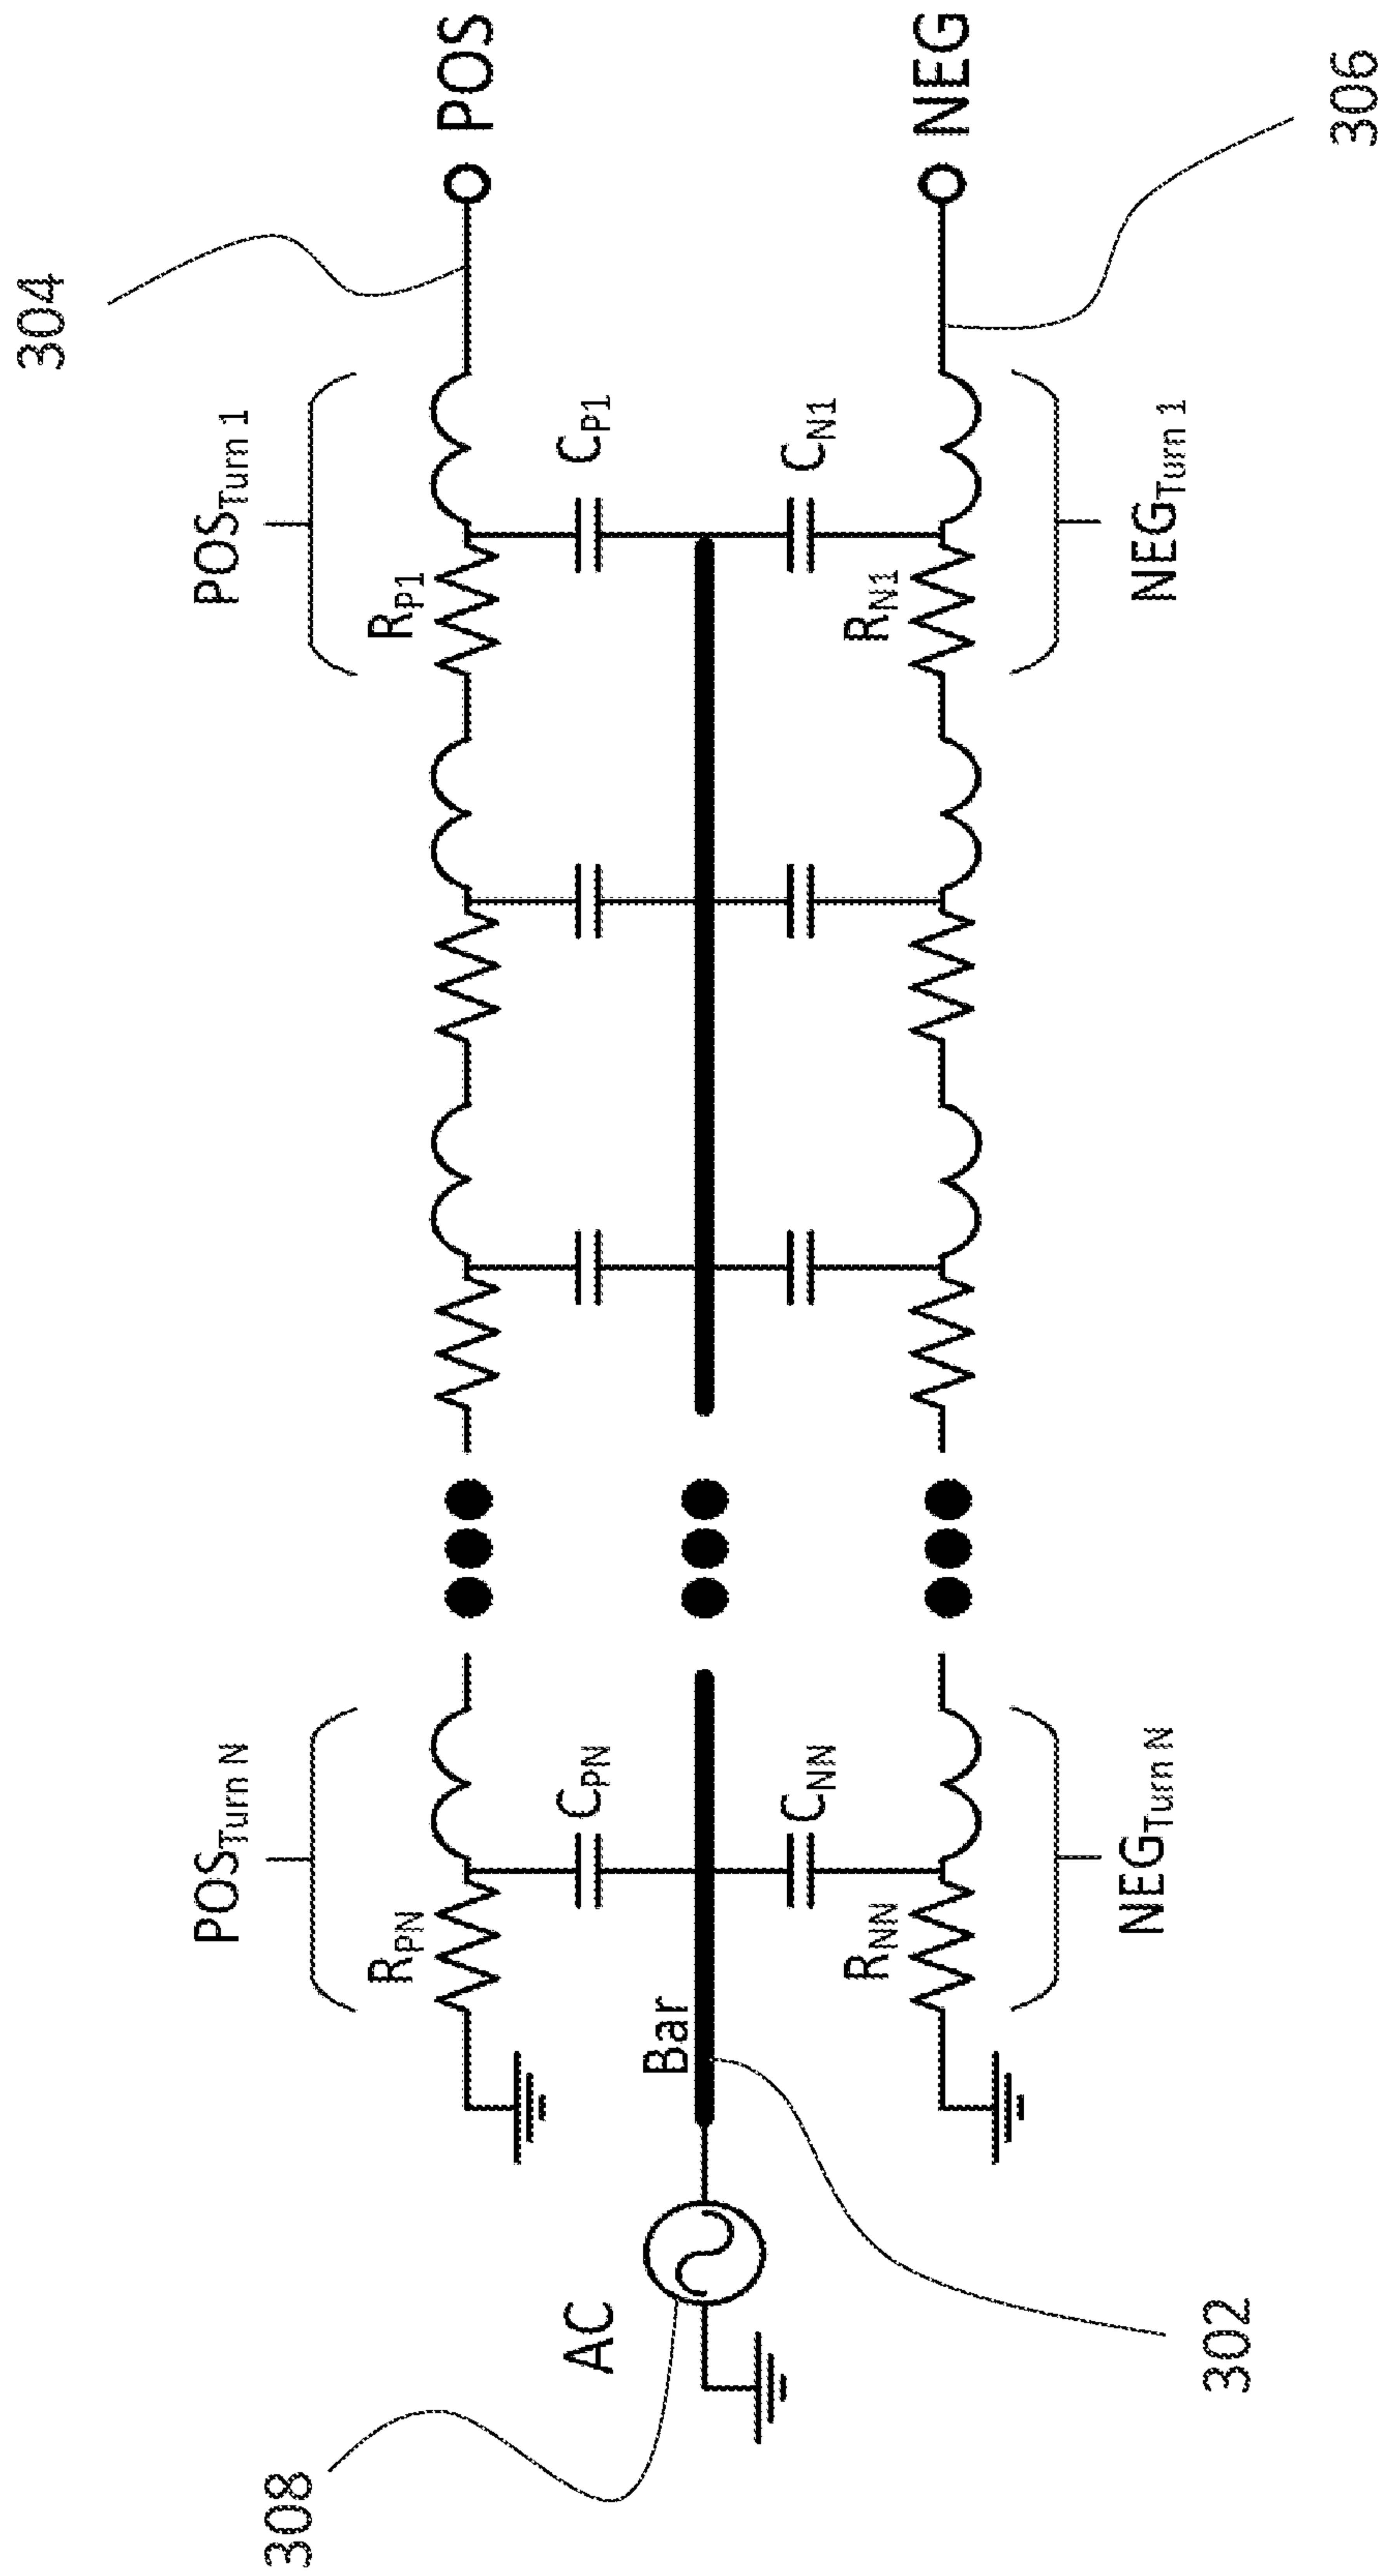 304
POS_Turn N
POS_Turn 1
R_PN
R_P1
POS
308
AC
C_PN
C_P1
Bar
C_NN
C_N1
R_NN
R_N1
NEG
302
NEG_Turn N
NEG_Turn 1
306